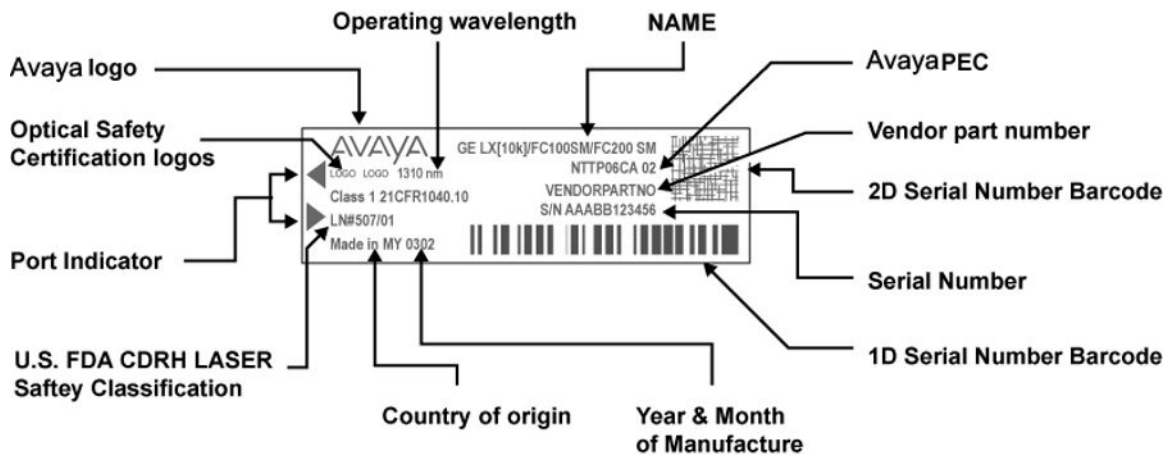 Operating wavelength
NAME
Avaya logo
AvayaPEC
Optical Safety
Certification logos
Vendor part number
2D Serial Number Barcode
Port Indicator
Serial Number
U.S. FDA CDRH LASER
Saftey Classification
1D Serial Number Barcode
Country of origin
Year & Month
of Manufacture
AVAYA
LOGO LOGO 1310 nm
Class 1 21CFR1040.10
LN#507/01
Made in MY 0302
GE LX[10k]/FC100SM/FC200 SM
NTTP06CA 02
VENDORPARTNO
S/N AAABB123456